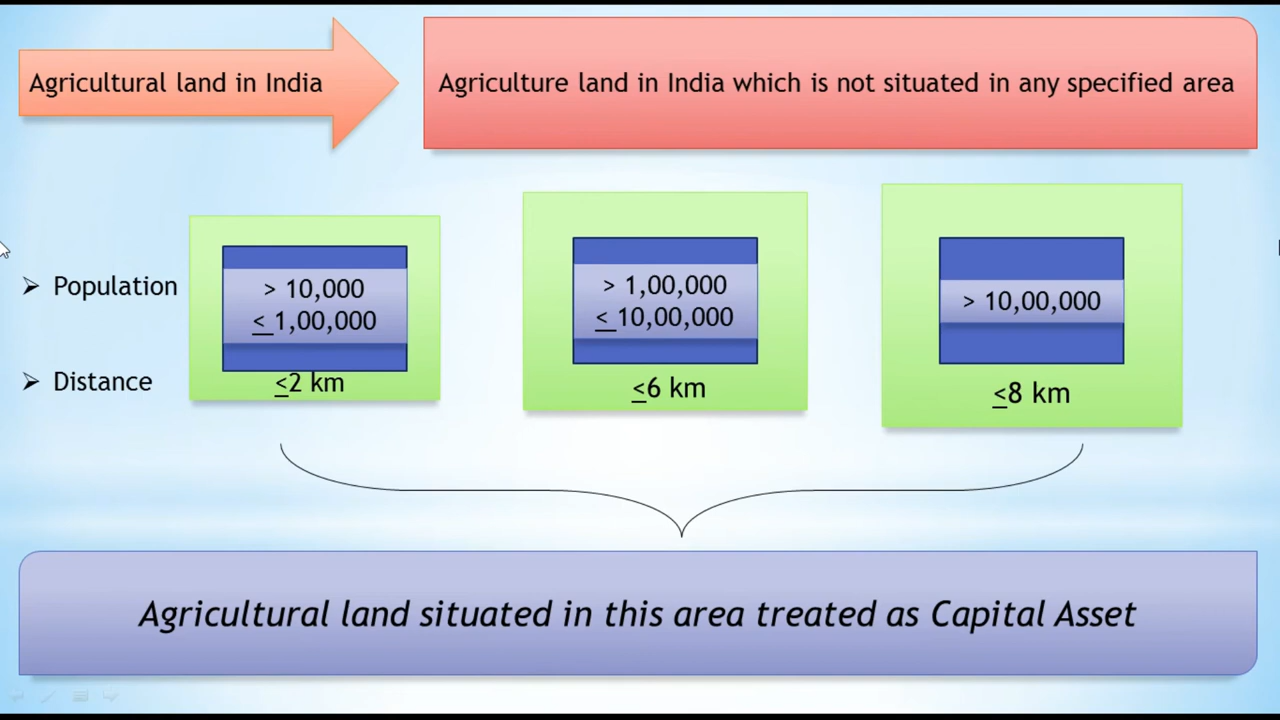 Agricultural land in India
Agriculture land in India which is not situated in any specified area
Population
> 10,000
≤ 1,00,000
> 1,00,000
≤ 10,00,000
> 10,00,000
Distance
≤2 km
≤6 km
≤8 km
Agricultural land situated in this area treated as Capital Asset